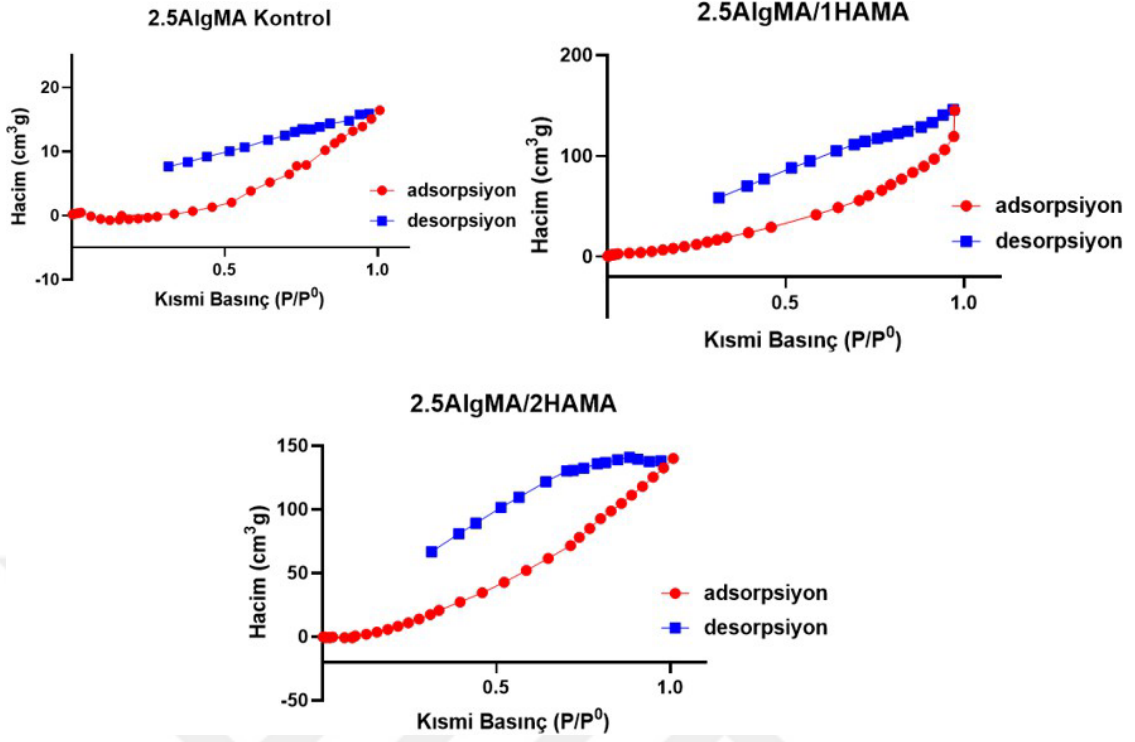 2.5AlgMA Kontrol
20
10
0
-10
0.5
1.0
Hacim (cm³g)
Kısmi Basınç (P/P⁰)
adsorpsiyon
desorpsiyon
2.5AlgMA/1HAMA
200
100
0
0.5
1.0
Hacim (cm³g)
Kısmi Basınç (P/P⁰)
adsorpsiyon
desorpsiyon
2.5AlgMA/2HAMA
150
100
50
0
-50
0.5
1.0
Hacim (cm³g)
Kısmi Basınç (P/P⁰)
adsorpsiyon
desorpsiyon